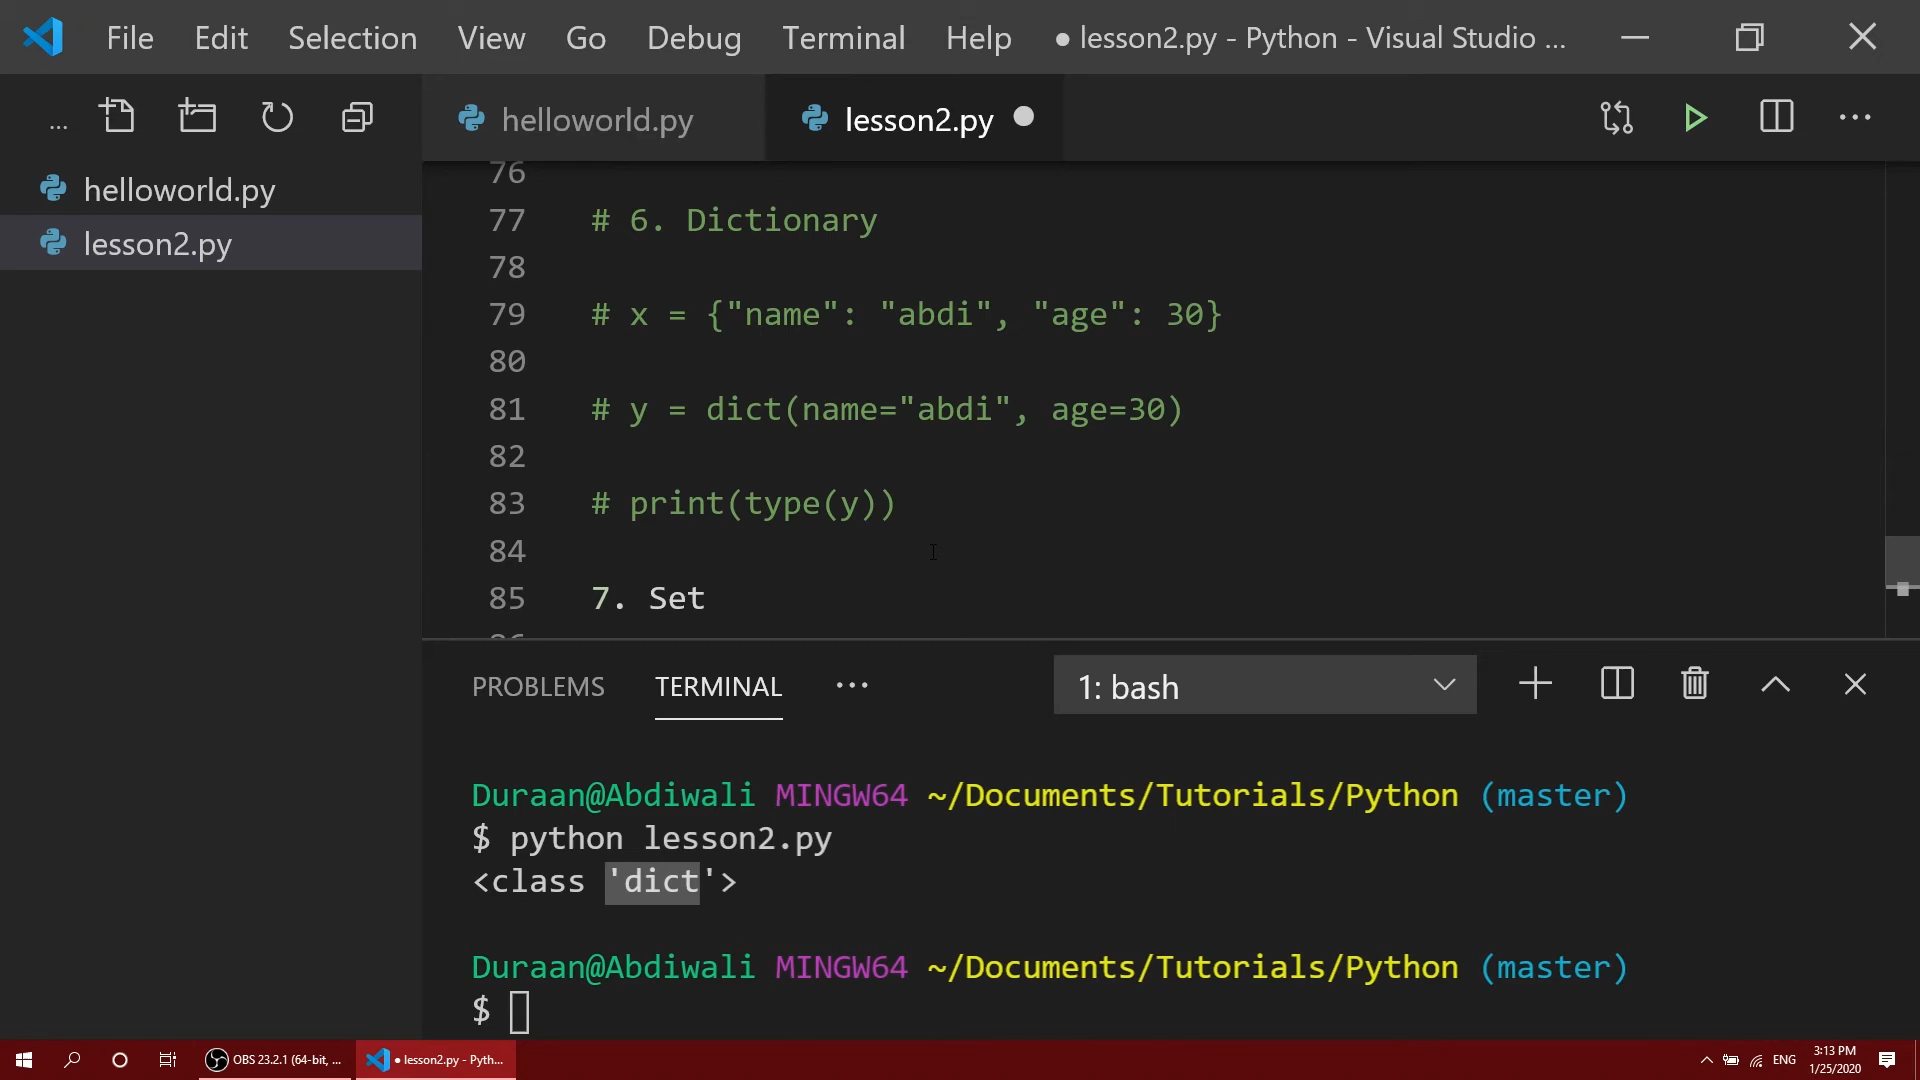 File Edit Selection View Go Debug Terminal Help ● lesson2.py - Python - Visual Studio ...
... helloworld.py lesson2.py
helloworld.py
lesson2.py
76
77 # 6. Dictionary
78
79 # x = {"name": "abdi", "age": 30}
80
81 # y = dict(name="abdi", age=30)
82
83 # print(type(y))
84
85 7. Set
PROBLEMS TERMINAL ... 1: bash
Duraan@Abdiwali MINGW64 ~/Documents/Tutorials/Python (master)
$ python lesson2.py
<class 'dict'>
Duraan@Abdiwali MINGW64 ~/Documents/Tutorials/Python (master)
$
OBS 23.2.1 (64-bit, ... ● lesson2.py - Pyth... ENG 3:13 PM
1/25/2020